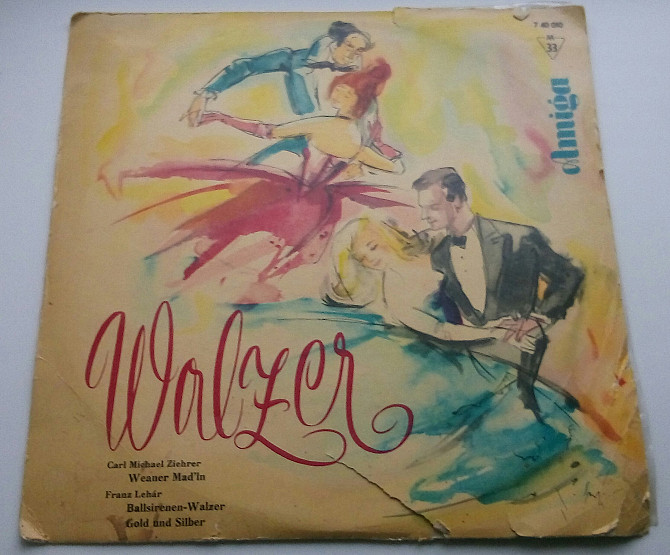 7 40 010
M
33
Amiga
Walzer
Carl Michael Ziehrer
Weaner Mad'ln
Franz Lehár
Ballsirenen-Walzer
Gold und Silber